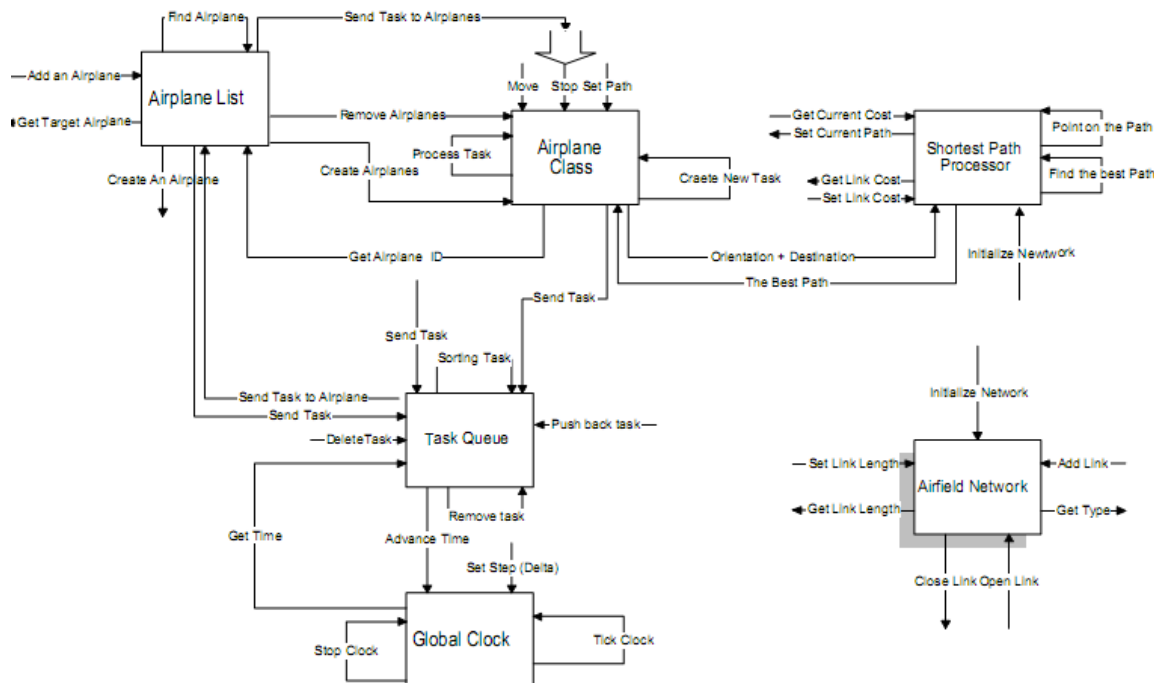 Find Airplane
Send Task to Airplanes
Add an Airplane
Airplane List
Move
Stop
Set Path
Get Target Airplane
Remove Airplanes
Get Current Cost
Point on the Path
Set Current Path
Process Task
Airplane
Class
Shortest Path
Processor
Create An Airplane
Create Airplanes
Craete New Task
Get Link Cost
Find the best Path
Set Link Cost
Get Airplane ID
Orientation + Destination
Initialize Newtwork
The Best Path
Send Task
Send Task
Sorting Task
Initialize Network
Send Task to Airplane
Send Task
Push back task
Delete Task
Task Queue
Set Link Length
Add Link
Airfield Network
Get Link Length
Get Type
Remove task
Get Time
Advance Time
Set Step (Delta)
Close Link
Open Link
Global Clock
Tick Clock
Stop Clock